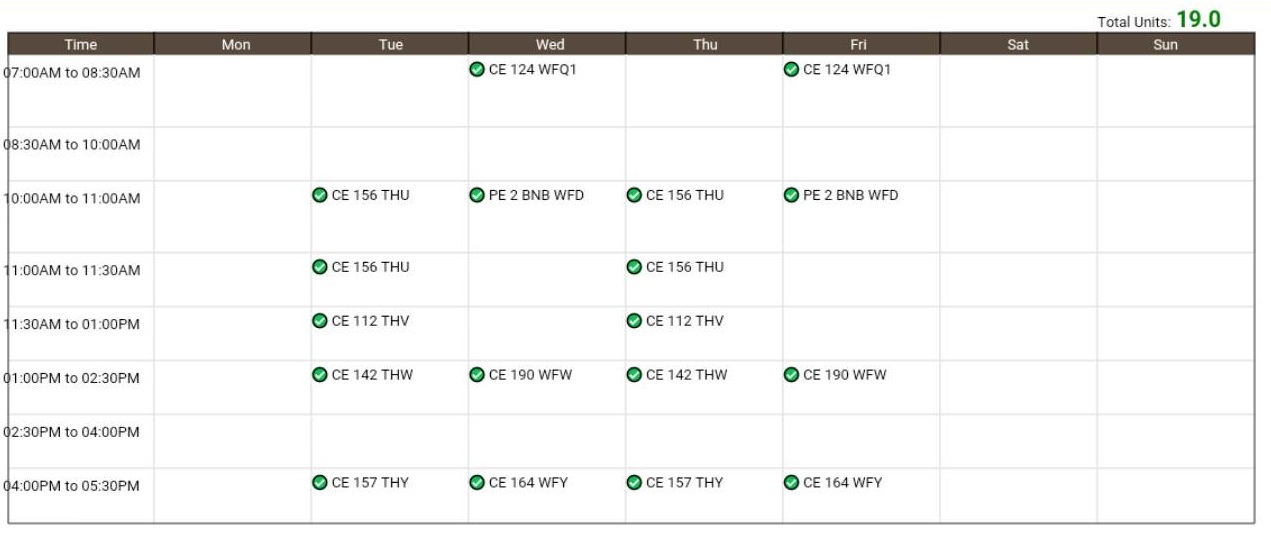 Total Units: 19.0
Time Mon Tue Wed Thu Fri Sat Sun
07:00AM to 08:30AM CE 124 WFQ1 CE 124 WFQ1
08:30AM to 10:00AM
10:00AM to 11:00AM CE 156 THU PE 2 BNB WFD CE 156 THU PE 2 BNB WFD
11:00AM to 11:30AM CE 156 THU CE 156 THU
11:30AM to 01:00PM CE 112 THV CE 112 THV
01:00PM to 02:30PM CE 142 THW CE 190 WFW CE 142 THW CE 190 WFW
02:30PM to 04:00PM
04:00PM to 05:30PM CE 157 THY CE 164 WFY CE 157 THY CE 164 WFY